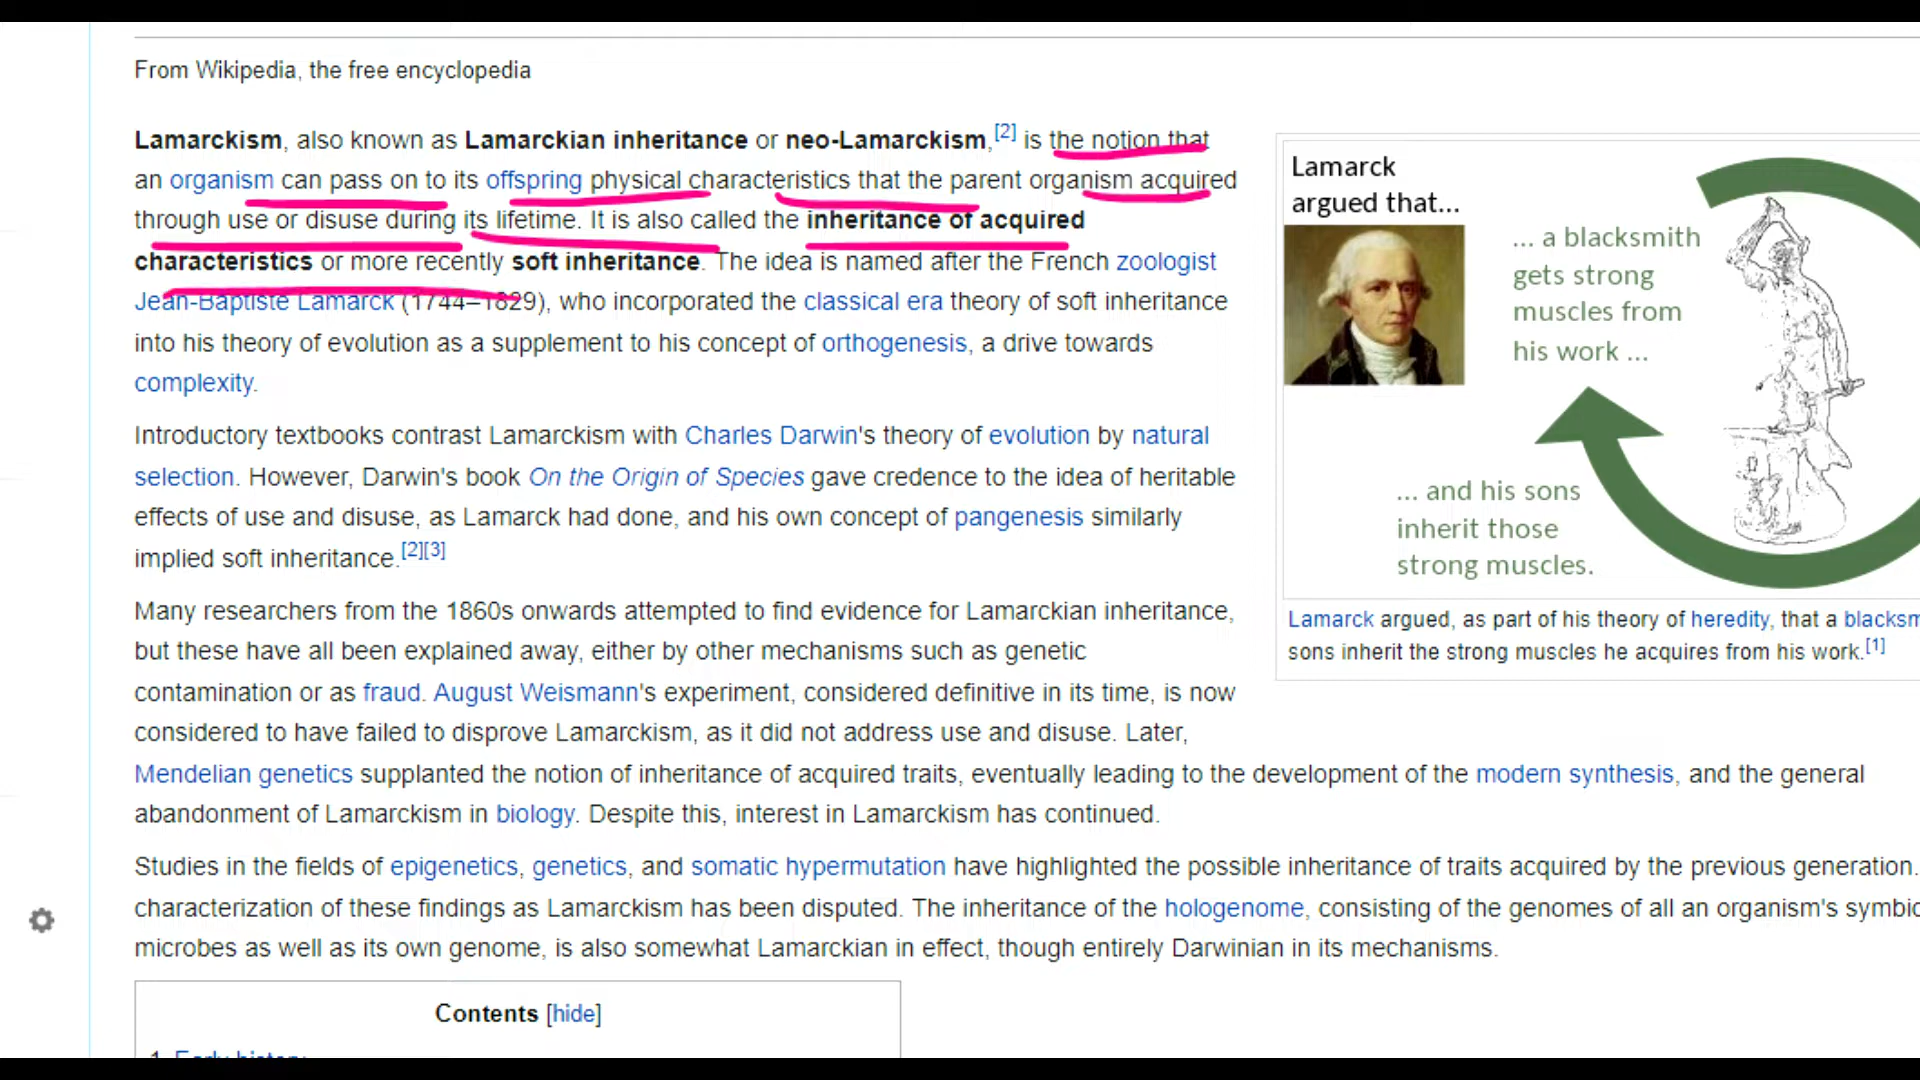 From Wikipedia, the free encyclopedia
Lamarckism, also known as Lamarckian inheritance or neo-Lamarckism,[2] is the notion that
an organism can pass on to its offspring physical characteristics that the parent organism acquired
through use or disuse during its lifetime. It is also called the inheritance of acquired
characteristics or more recently soft inheritance. The idea is named after the French zoologist
Jean-Baptiste Lamarck (1744–1829), who incorporated the classical era theory of soft inheritance
into his theory of evolution as a supplement to his concept of orthogenesis, a drive towards
complexity.
Introductory textbooks contrast Lamarckism with Charles Darwin's theory of evolution by natural
selection. However, Darwin's book On the Origin of Species gave credence to the idea of heritable
effects of use and disuse, as Lamarck had done, and his own concept of pangenesis similarly
implied soft inheritance.[2][3]
Many researchers from the 1860s onwards attempted to find evidence for Lamarckian inheritance,
but these have all been explained away, either by other mechanisms such as genetic
contamination or as fraud. August Weismann's experiment, considered definitive in its time, is now
considered to have failed to disprove Lamarckism, as it did not address use and disuse. Later,
Mendelian genetics supplanted the notion of inheritance of acquired traits, eventually leading to the development of the modern synthesis, and the general
abandonment of Lamarckism in biology. Despite this, interest in Lamarckism has continued.
Studies in the fields of epigenetics, genetics, and somatic hypermutation have highlighted the possible inheritance of traits acquired by the previous generation.
characterization of these findings as Lamarckism has been disputed. The inheritance of the hologenome, consisting of the genomes of all an organism's
microbes as well as its own genome, is also somewhat Lamarckian in effect, though entirely Darwinian in its mechanisms.
Contents [hide]
1 Early history
Lamarck
argued that...
... a blacksmith
gets strong
muscles from
his work ...
... and his sons
inherit those
strong muscles.
Lamarck argued, as part of his theory of heredity, that a
sons inherit the strong muscles he acquires from his work.[1]